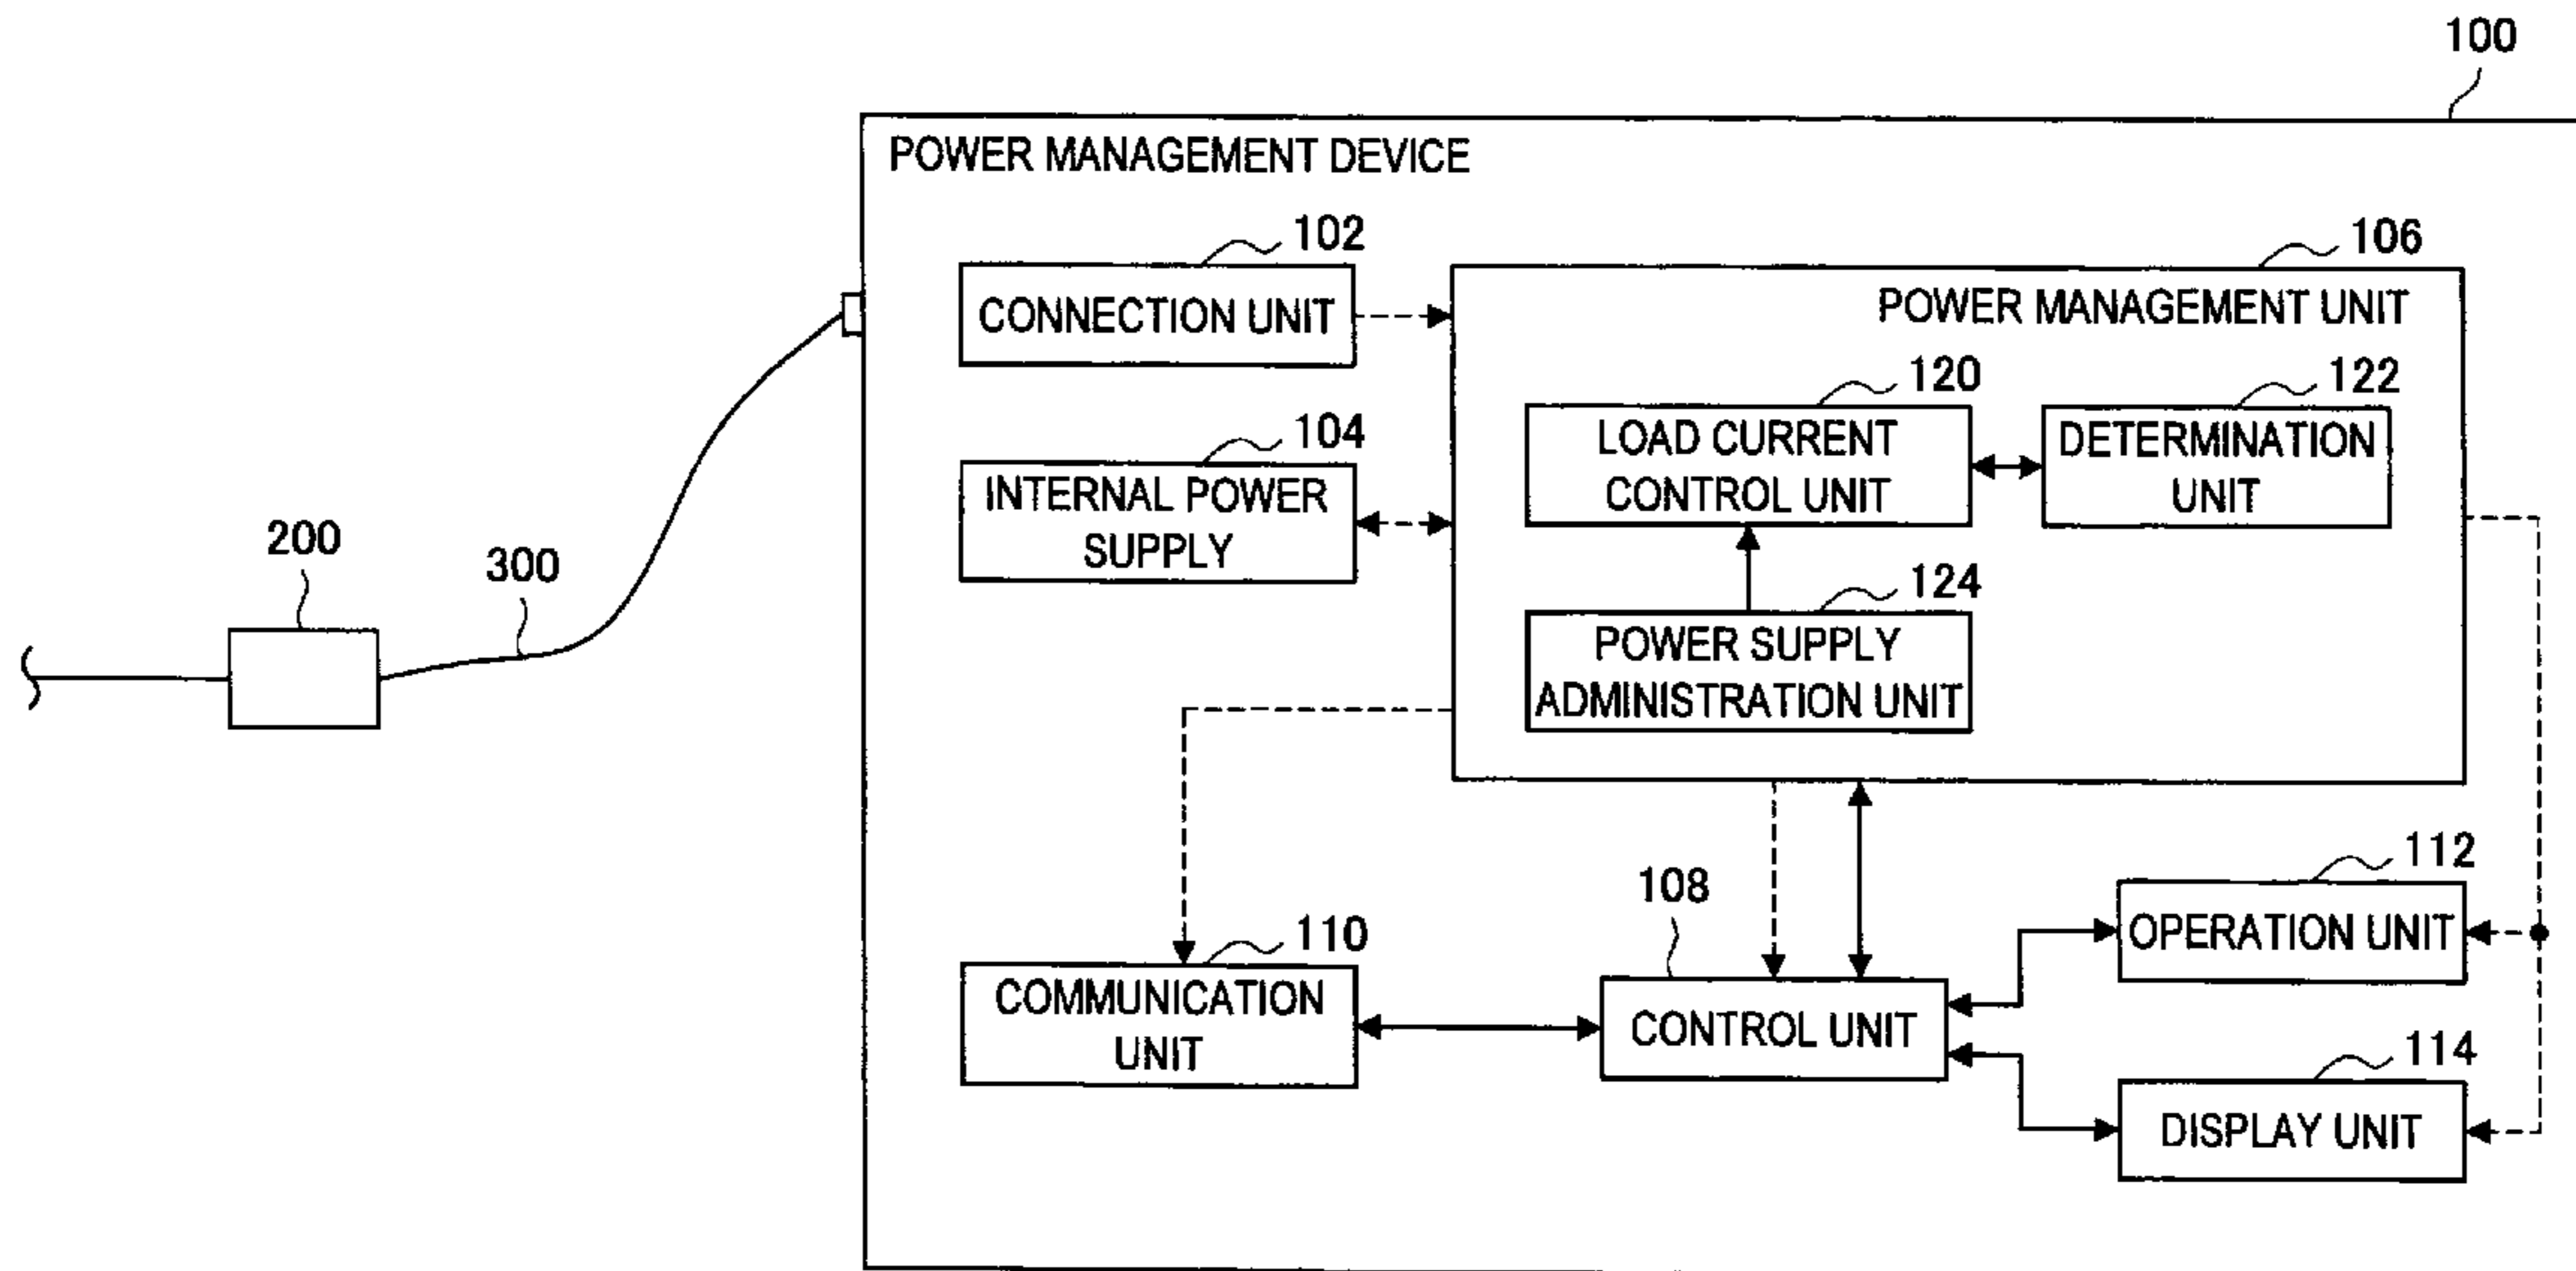 100
POWER MANAGEMENT DEVICE
102
CONNECTION UNIT
106
POWER MANAGEMENT UNIT
120
LOAD CURRENT
CONTROL UNIT
122
DETERMINATION
UNIT
104
INTERNAL POWER
SUPPLY
124
POWER SUPPLY
ADMINISTRATION UNIT
200
300
110
COMMUNICATION
UNIT
108
CONTROL UNIT
112
OPERATION UNIT
114
DISPLAY UNIT